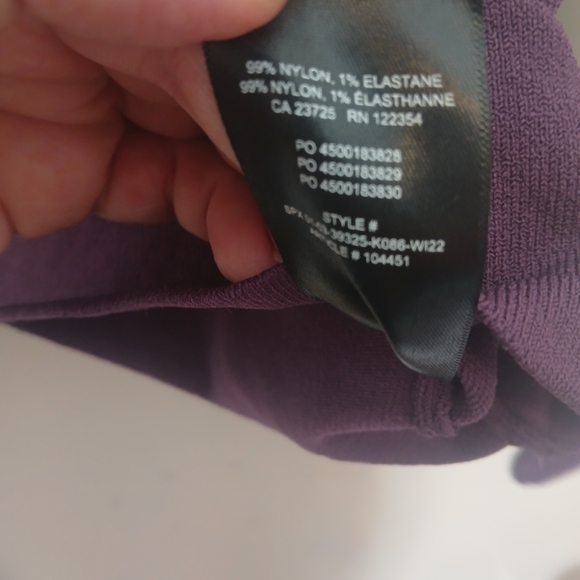 99% NYLON, 1% ELASTANE
99% NYLON, 1% ÉLASTHANNE
CA 23725 RN 122354
PO 4500183828
PO 4500183829
PO 4500183830
STYLE #
-39325-K086-WI22
# 104451